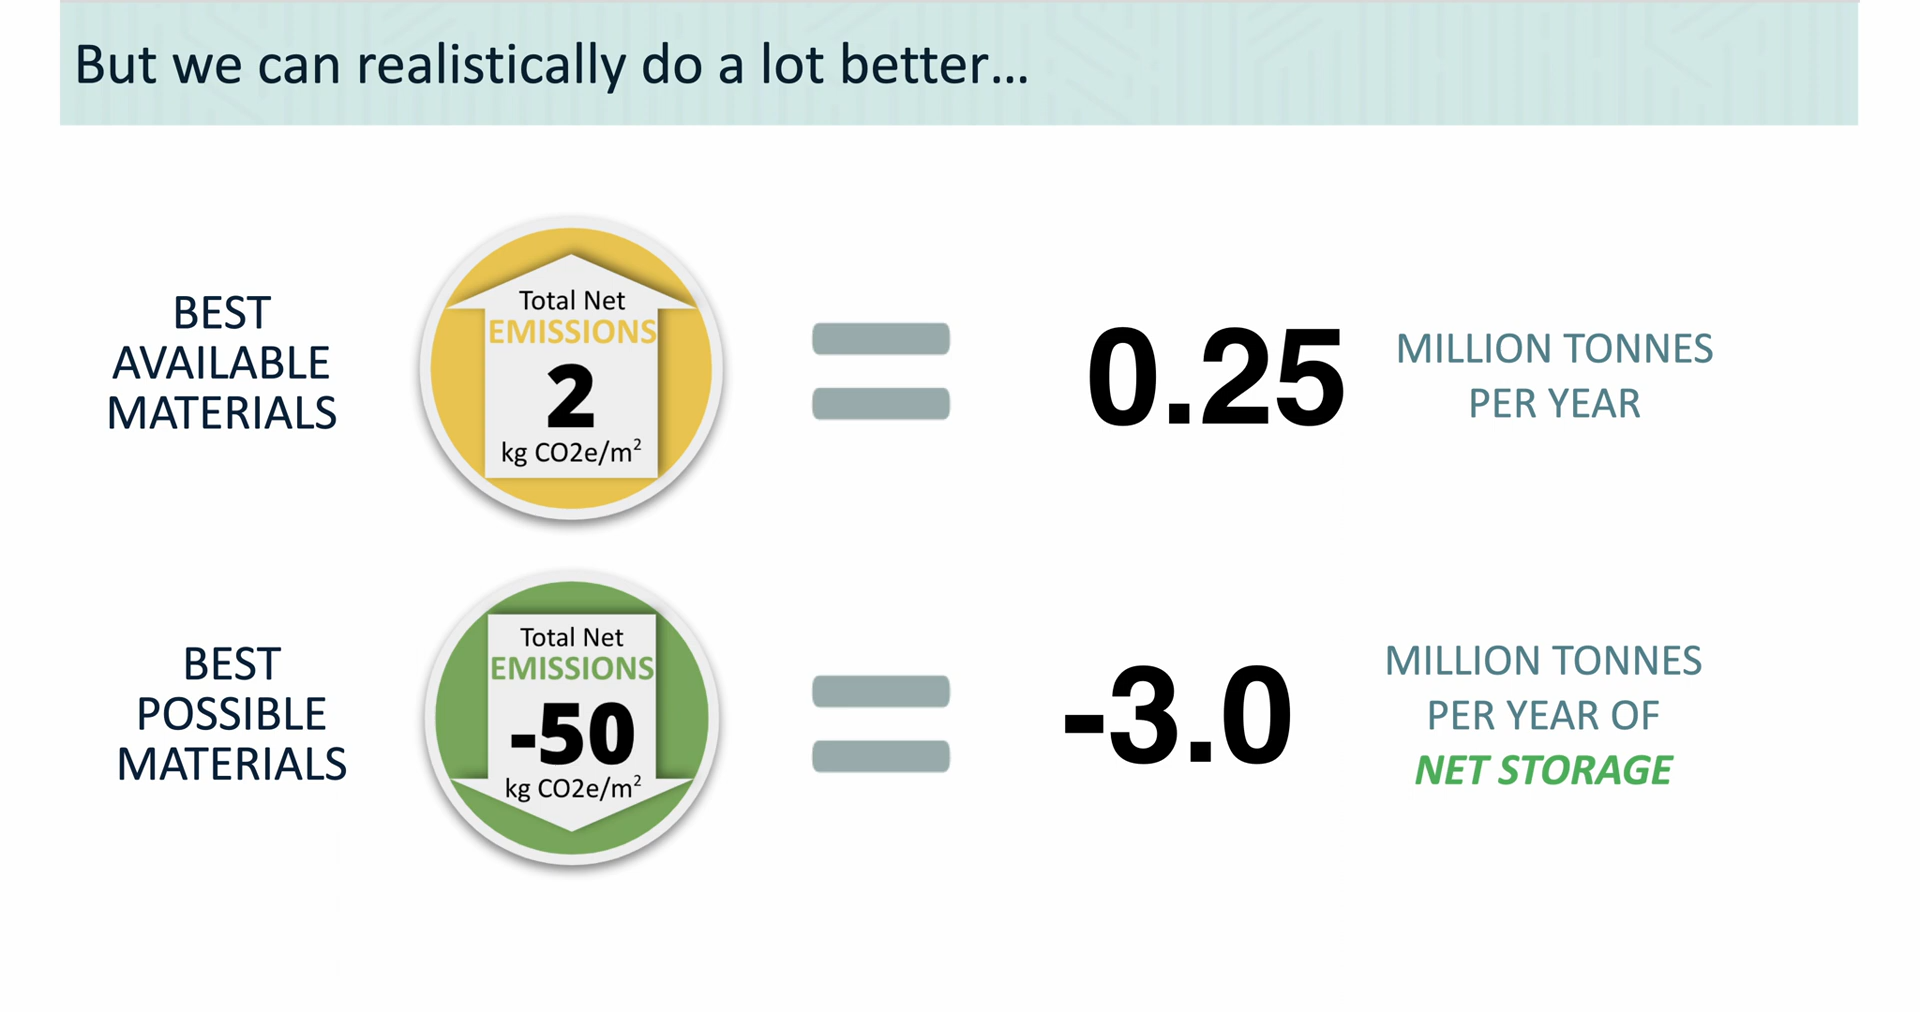 But we can realistically do a lot better...
BEST
AVAILABLE
MATERIALS
Total Net
EMISSIONS
2
kg CO2e/m²
0.25
MILLION TONNES
PER YEAR
BEST
POSSIBLE
MATERIALS
Total Net
EMISSIONS
-50
kg CO2e/m²
-3.0
MILLION TONNES
PER YEAR OF
NET STORAGE